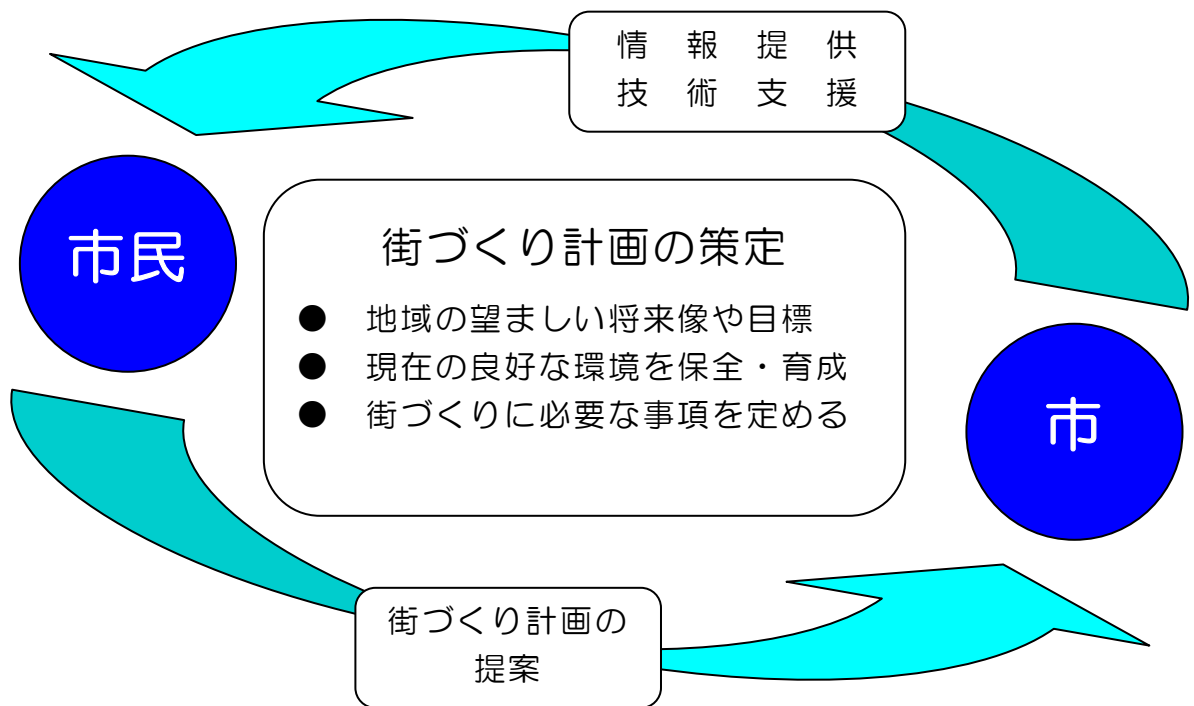 情報提供
技術支援
市民
街づくり計画の策定
● 地域の望ましい将来像や目標
● 現在の良好な環境を保全・育成
● 街づくりに必要な事項を定める
市
街づくり計画の
提案